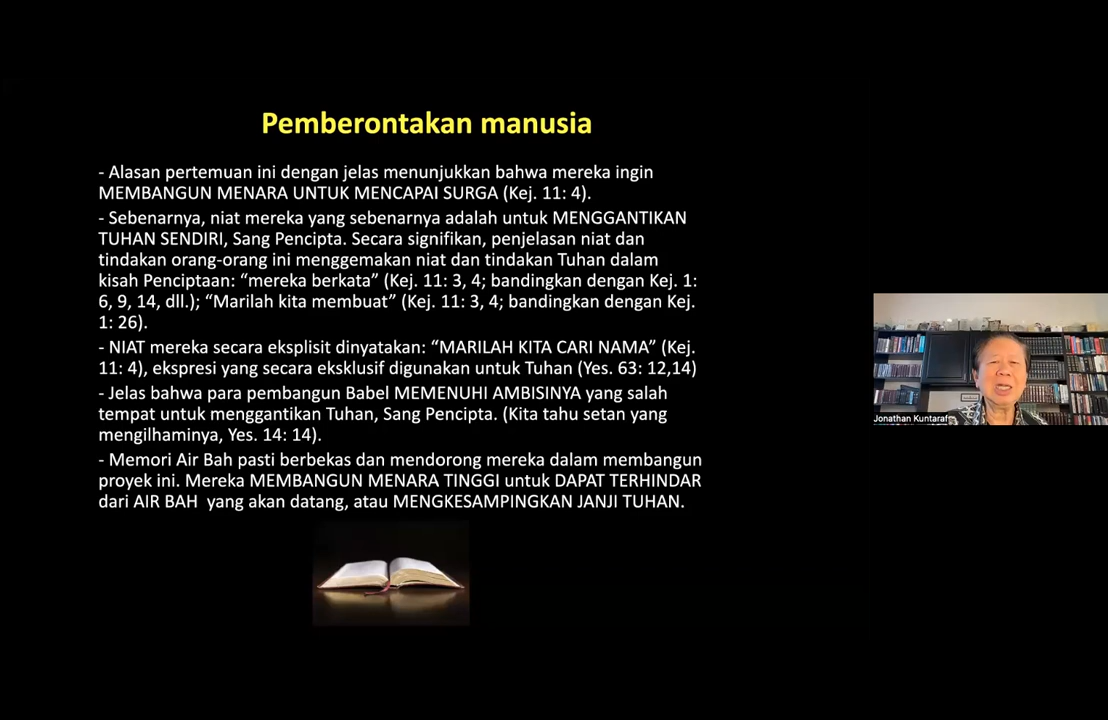 Pemberontakan manusia
- Alasan pertemuan ini dengan jelas menunjukkan bahwa mereka ingin
MEMBANGUN MENARA UNTUK MENCAPAI SURGA (Kej. 11: 4).
- Sebenarnya, niat mereka yang sebenarnya adalah untuk MENGGANTIKAN
TUHAN SENDIRI, Sang Pencipta. Secara signifikan, penjelasan niat dan
tindakan orang-orang ini menggemakan niat dan tindakan Tuhan dalam
kisah Penciptaan: “mereka berkata” (Kej. 11: 3, 4; bandingkan dengan Kej. 1:
6, 9, 14, dll.); “Marilah kita membuat” (Kej. 11: 3, 4; bandingkan dengan Kej.
1: 26).
- NIAT mereka secara eksplisit dinyatakan: “MARILAH KITA CARI NAMA” (Kej.
11: 4), ekspresi yang secara eksklusif digunakan untuk Tuhan (Yes. 63: 12,14)
- Jelas bahwa para pembangun Babel MEMENUHI AMBISINYA yang salah
tempat untuk menggantikan Tuhan, Sang Pencipta. (Kita tahu setan yang
mengilhaminya, Yes. 14: 14).
- Memori Air Bah pasti berbekas dan mendorong mereka dalam membangun
proyek ini. Mereka MEMBANGUN MENARA TINGGI untuk DAPAT TERHINDAR
dari AIR BAH yang akan datang, atau MENGKESAMPINGKAN JANJI TUHAN.
Jonathan Kuntaraf